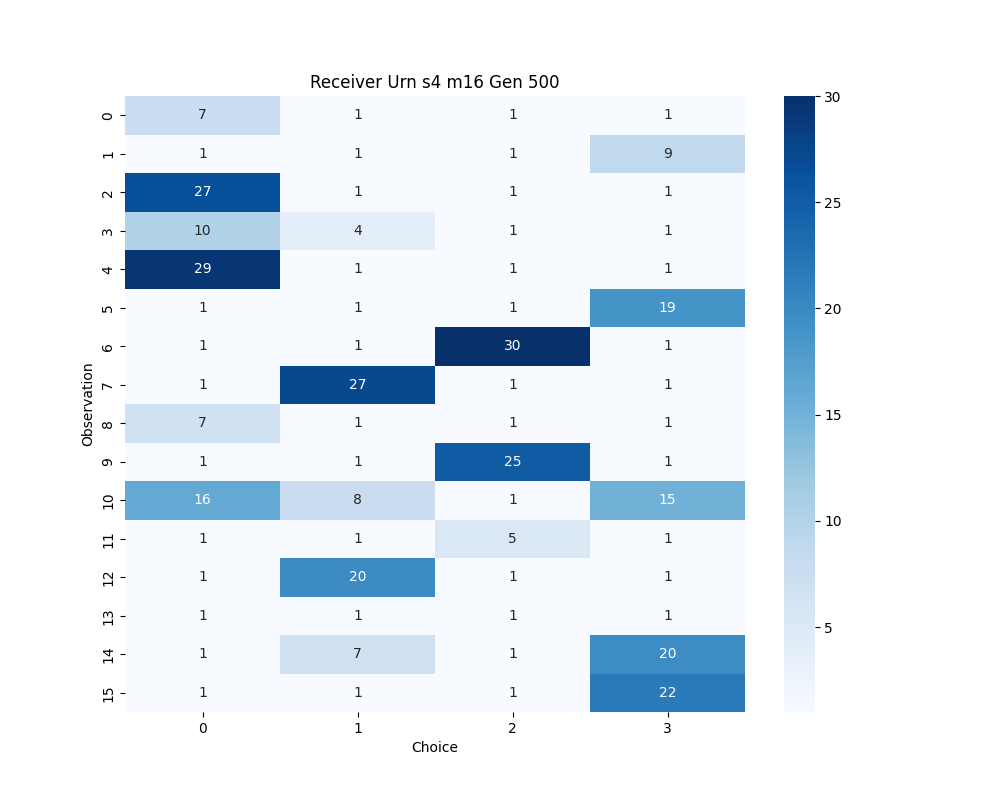 Receiver Urn s4 m16 Gen 500
0 7 1 1 1
1 1 1 1 9
2 27 1 1 1
3 10 4 1 1
4 29 1 1 1
5 1 1 1 19
6 1 1 30 1
7 1 27 1 1
8 7 1 1 1
9 1 1 25 1
10 16 8 1 15
11 1 1 5 1
12 1 20 1 1
13 1 1 1 1
14 1 7 1 20
15 1 1 1 22
0 1 2 3
Choice
Observation
30
25
20
15
10
5